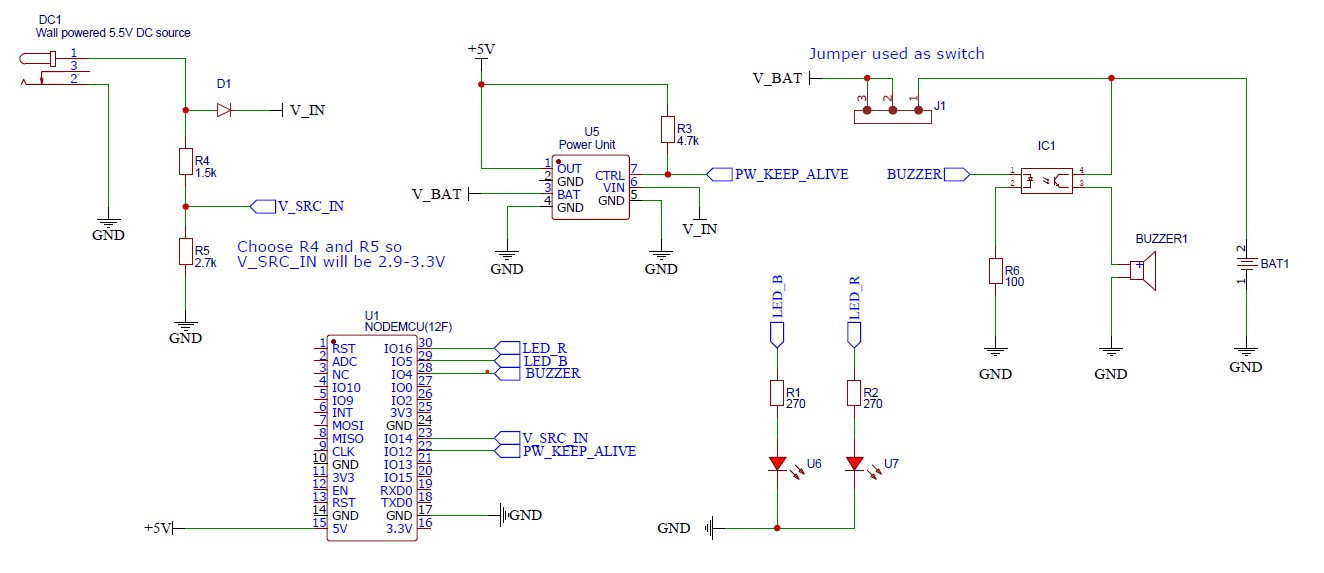 DC1
Wall powered 5.5V DC source
1
3
2
D1
V_IN
R4
1.5k
V_SRC_IN
R5
2.7k
Choose R4 and R5 so
V_SRC_IN will be 2.9-3.3V
GND
GND
+5V
R3
4.7k
U5
Power Unit
1 OUT
2 GND
3 BAT
4 GND
CTRL 7
VIN 6
GND 5
PW_KEEP_ALIVE
V_BAT
V_IN
GND
GND
Jumper used as switch
V_BAT
3
2
1
J1
IC1
BUZZER
1
2
4
3
R6
100
BUZZER1
+
2
BAT1
1
GND
GND
GND
U1
NODEMCU(12F)
1 RST IO16 30 LED_R
2 ADC IO5 29 LED_B
3 NC IO4 28 BUZZER
4 IO10 IO0 27
5 IO9 IO2 26
6 INT 3V3 25
7 MOSI GND 24
8 MISO IO14 23 V_SRC_IN
9 CLK IO12 22 PW_KEEP_ALIVE
10 GND IO13 21
11 3V3 IO15 20
12 EN RXD0 19
13 RST TXD0 18
14 GND GND 17 GND
+5V 15 5V 3.3V 16
LED_B
LED_R
R1
270
R2
270
U6
U7
GND